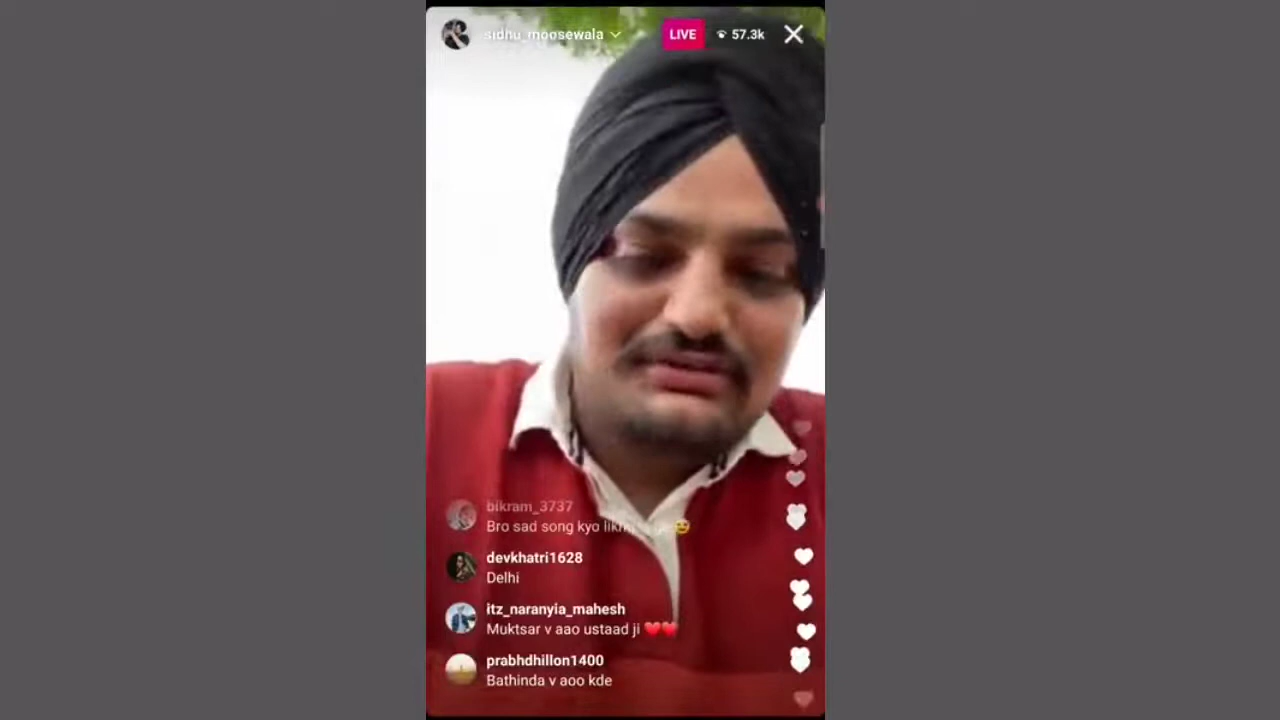 sidhu_moosewala
LIVE
57.3k
bikram_3737
Bro sad song kyo
devkhatri1628
Delhi
itz_naranyia_mahesh
Muktsar v aao ustaad ji ❤️❤️
prabhdhillon1400
Bathinda v aoo kde